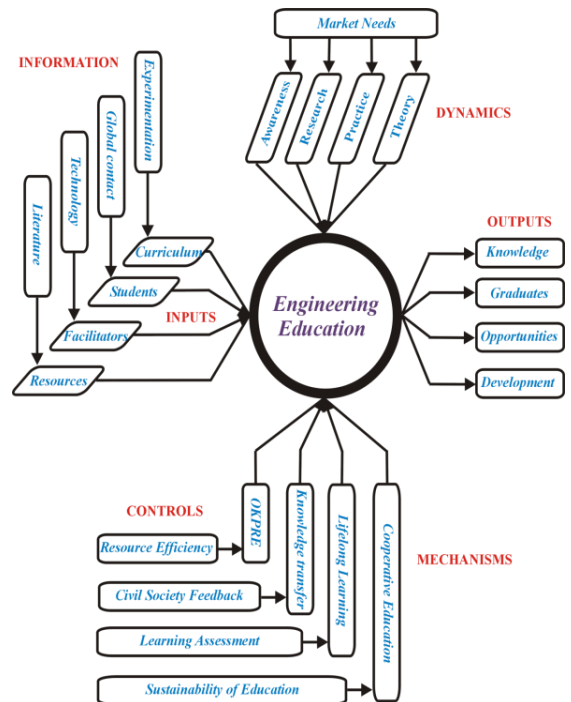 Market Needs
INFORMATION
Experimentation
Global contact
Technology
Literature
Awareness
Research
Practice
Theory
DYNAMICS
OUTPUTS
Curriculum
Students
INPUTS
Facilitators
Resources
Engineering
Education
Knowledge
Graduates
Opportunities
Development
CONTROLS
OKPRE
Knowledge transfer
Lifelong Learning
Cooperative Education
MECHANISMS
Resource Efficiency
Civil Society Feedback
Learning Assessment
Sustainability of Education